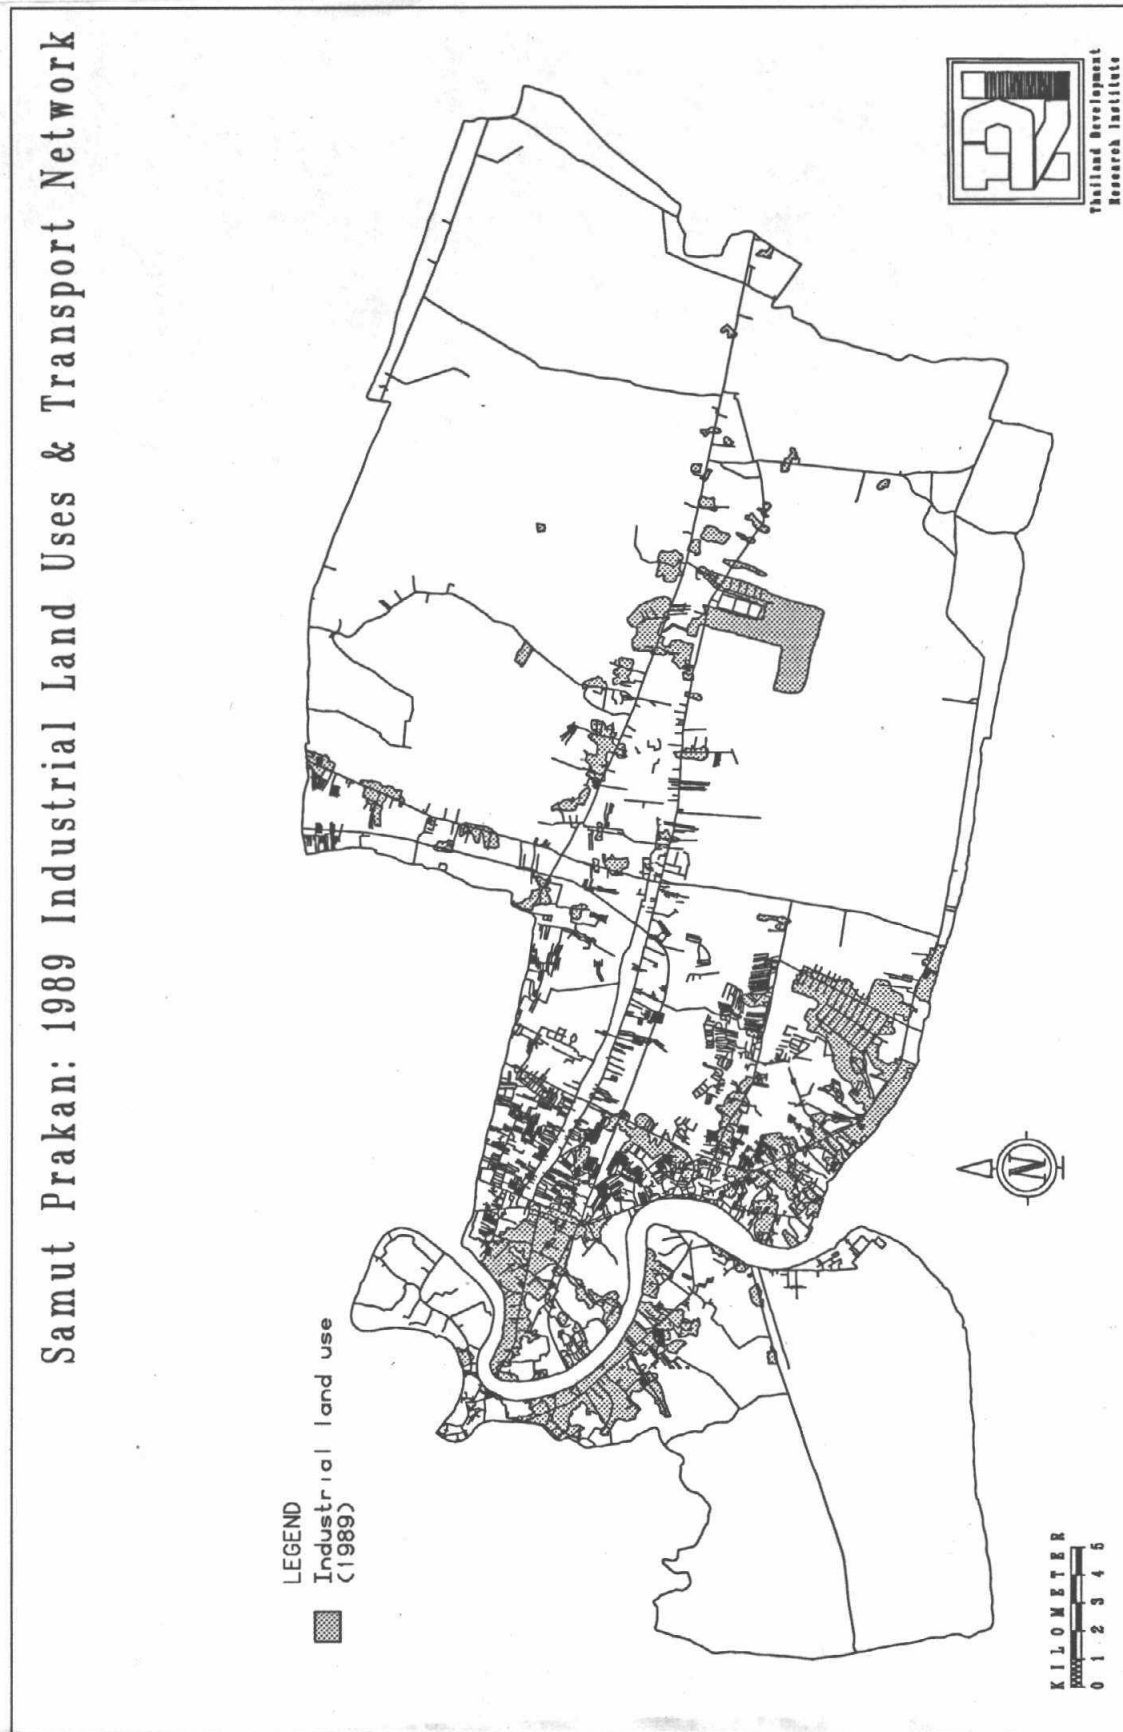 Samut Prakan: 1989 Industrial Land Uses & Transport Network
LEGEND
Industrial land use
(1989)
N
KILOMETER
0 1 2 3 4 5
Thailand Development
Research Institute